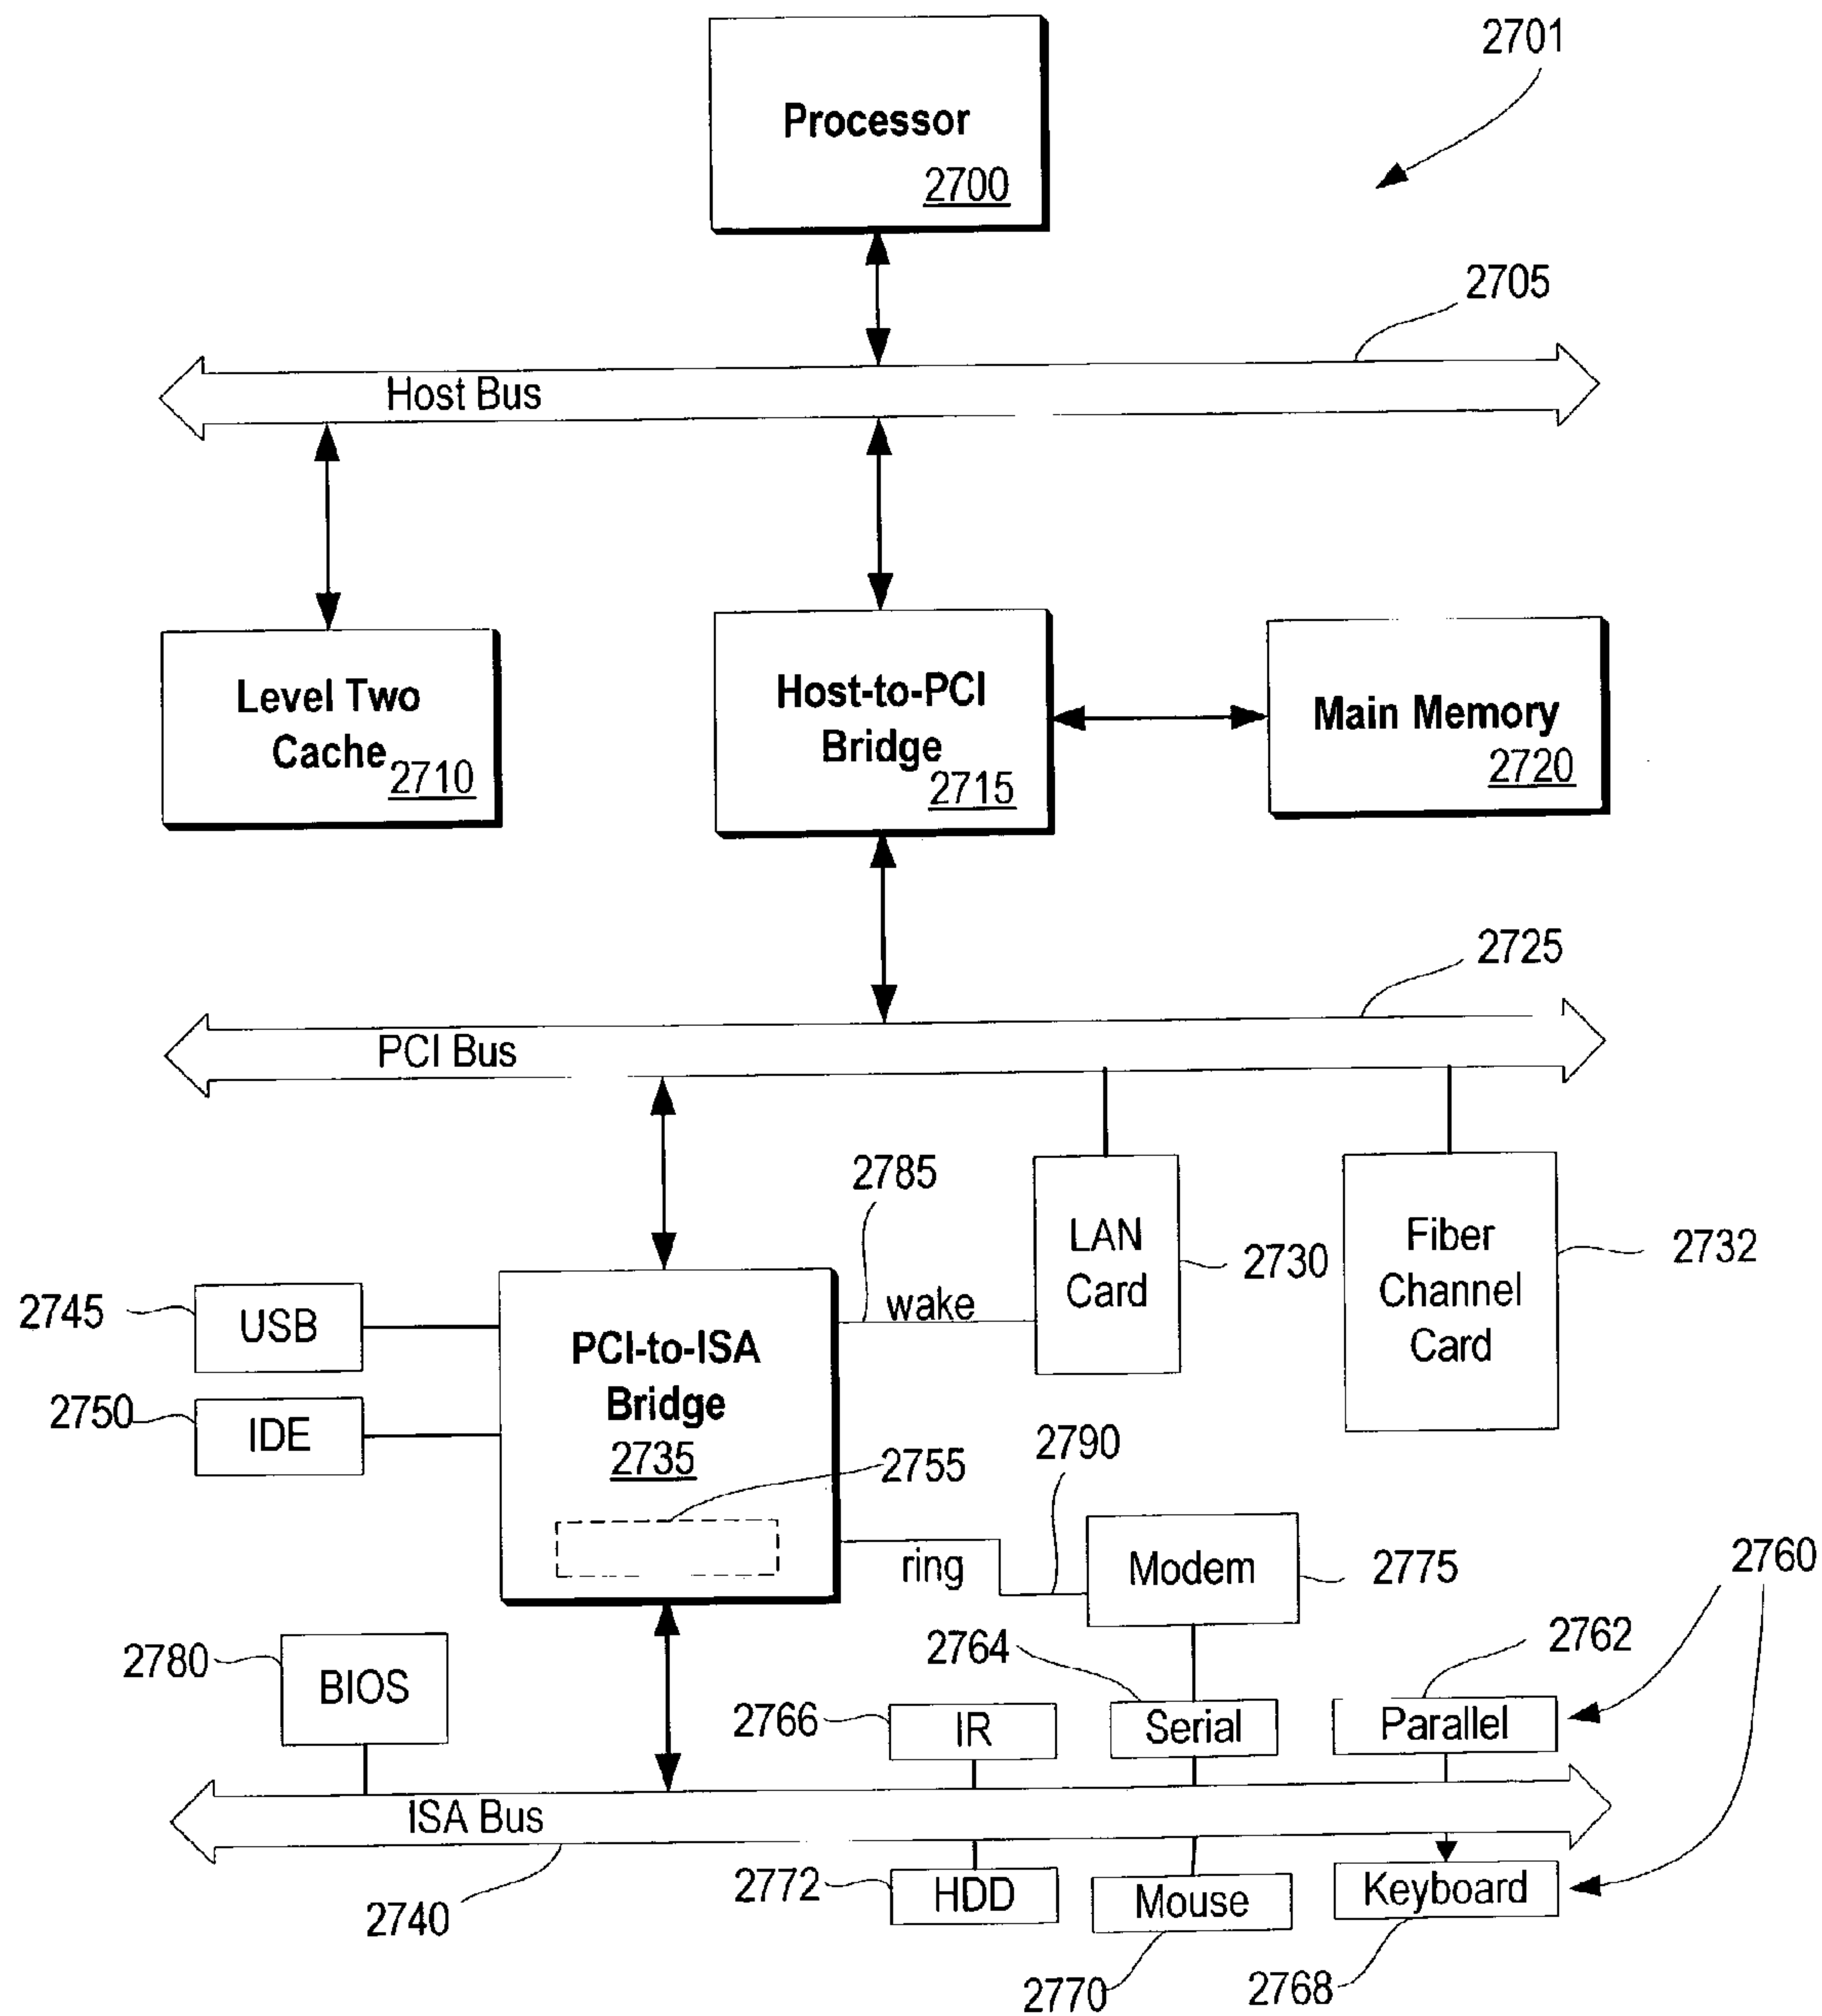 2701
Processor
2700
2705
Host Bus
Level Two
Cache
2710
Host-to-PCI
Bridge
2715
Main Memory
2720
2725
PCI Bus
2785
LAN
Card
2730
Fiber
Channel
Card
2732
wake
2745
USB
PCI-to-ISA
Bridge
2735
2750
IDE
2755
2790
ring
Modem
2775
2760
2780
BIOS
2764
2762
2766
IR
Serial
Parallel
ISA Bus
2740
2772
HDD
Mouse
Keyboard
2770
2768